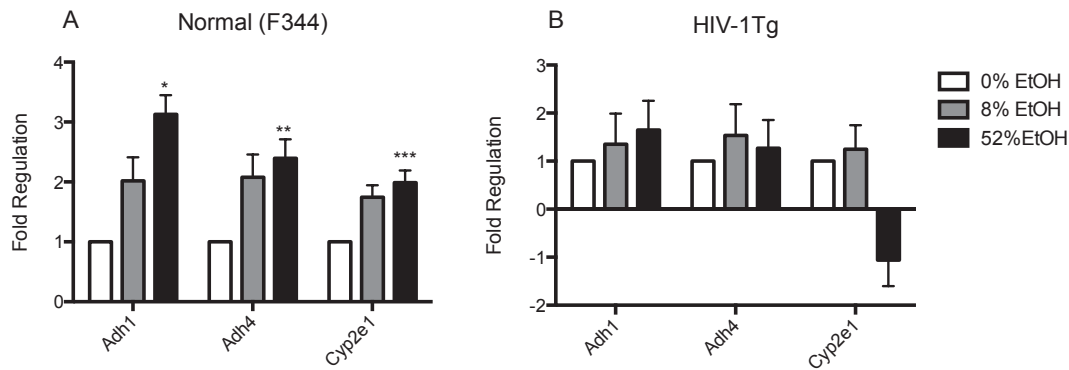 A
Normal (F344)
Fold Regulation
4
3
2
1
0
*
**
***
Adh1
Adh4
Cyp2e1
B
HIV-1Tg
Fold Regulation
3
2
1
0
-1
-2
Adh1
Adh4
Cyp2e1
0% EtOH
8% EtOH
52%EtOH